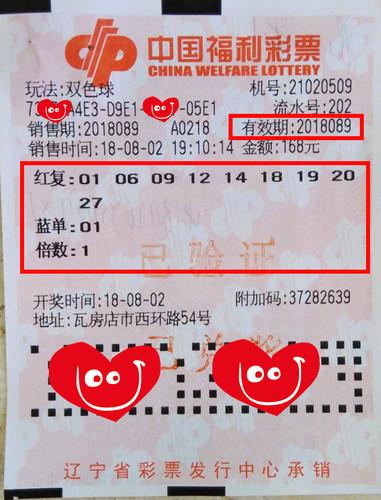 中国福利彩票
CHINA WELFARE LOTTERY
玩法:双色球 机号:21020509
A4E3-D9E1- -05E1 流水号:202
销售期:2018089 A0218 有效期:2018089
销售时间:18-08-02 19:10:14 金额:168元
红复:01 06 09 12 14 18 19 20
27
蓝单:01
倍数:1
已验证
开奖时间:18-08-02 附加码:37282639
地址:瓦房店市西环路54号
辽宁省彩票发行中心承销